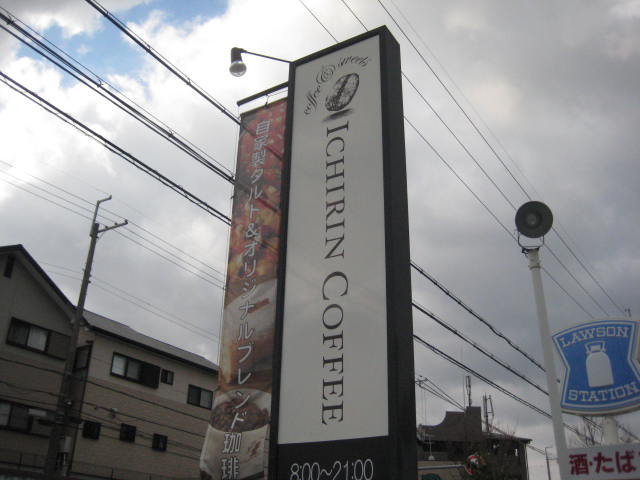 coffee & sweets
ICHIRIN COFFEE
8:00~21:00
自家製タルト&オリジナルブレンド珈琲
LAWSON
STATION
酒・たば